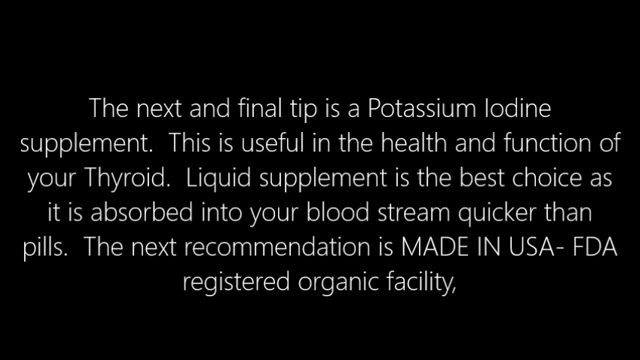 The next and final tip is a Potassium Iodine
supplement.  This is useful in the health and function of
your Thyroid.  Liquid supplement is the best choice as
it is absorbed into your blood stream quicker than
pills.  The next recommendation is MADE IN USA- FDA
registered organic facility,